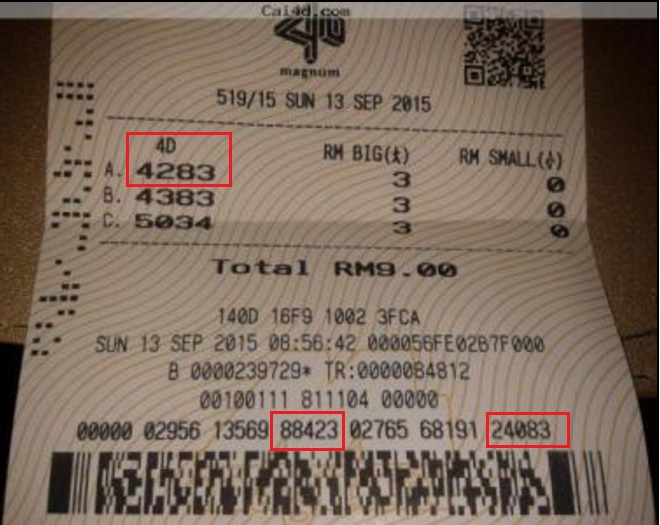 Cai4d.com
4D
magnum
519/15 SUN 13 SEP 2015
4D RM BIG(大) RM SMALL(小)
A. 4283 3 0
B. 4383 3 0
C. 5034 3 0
Total RM9.00
140D 16F9 1002 3FCA
SUN 13 SEP 2015 08:56:42 000056FE02B7F000
B 0000239729* TR:0000084812
00100111 811104 00000
00000 02956 13569 88423 02765 68191 24083